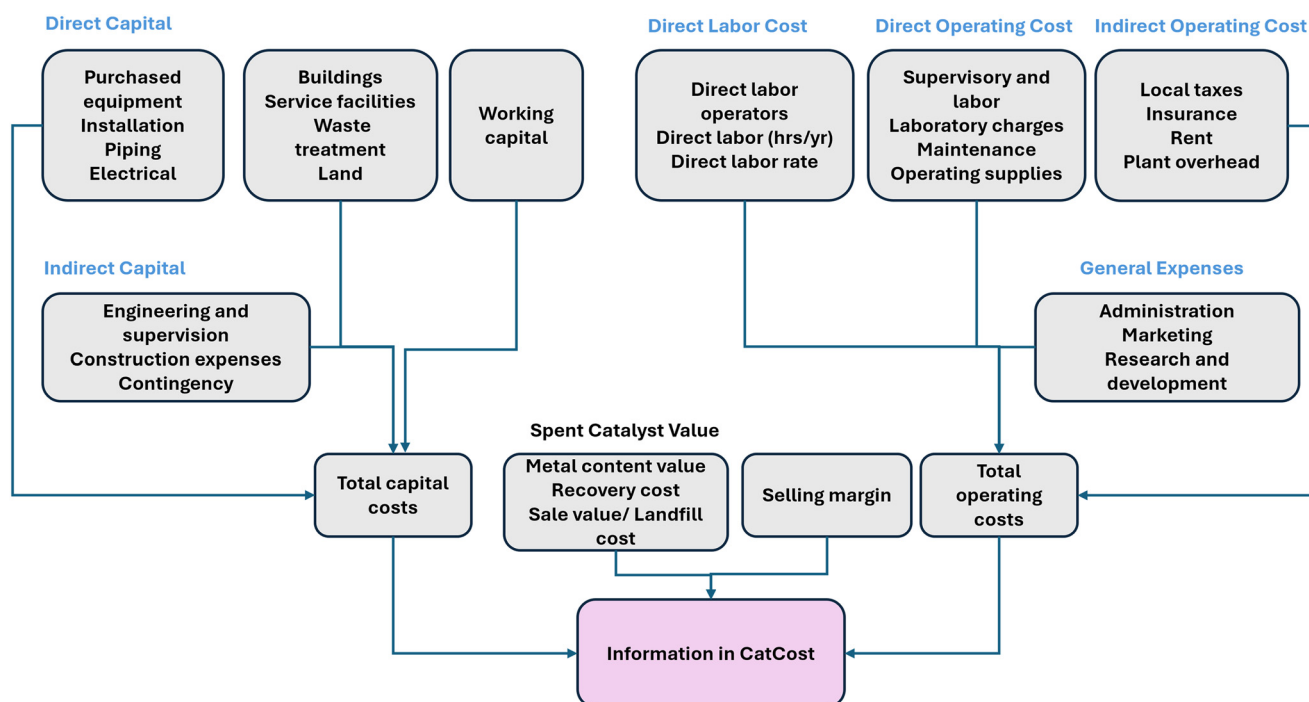 Direct Capital
Purchased
equipment
Installation
Piping
Electrical
Buildings
Service facilities
Waste
treatment
Land
Working
capital
Direct Labor Cost
Direct labor
operators
Direct labor (hrs/yr)
Direct labor rate
Direct Operating Cost
Supervisory and
labor
Laboratory charges
Maintenance
Operating supplies
Indirect Operating Cost
Local taxes
Insurance
Rent
Plant overhead
Indirect Capital
Engineering and
supervision
Construction expenses
Contingency
General Expenses
Administration
Marketing
Research and
development
Total capital
costs
Spent Catalyst Value
Metal content value
Recovery cost
Sale value/ Landfill
cost
Selling margin
Total
operating
costs
Information in CatCost